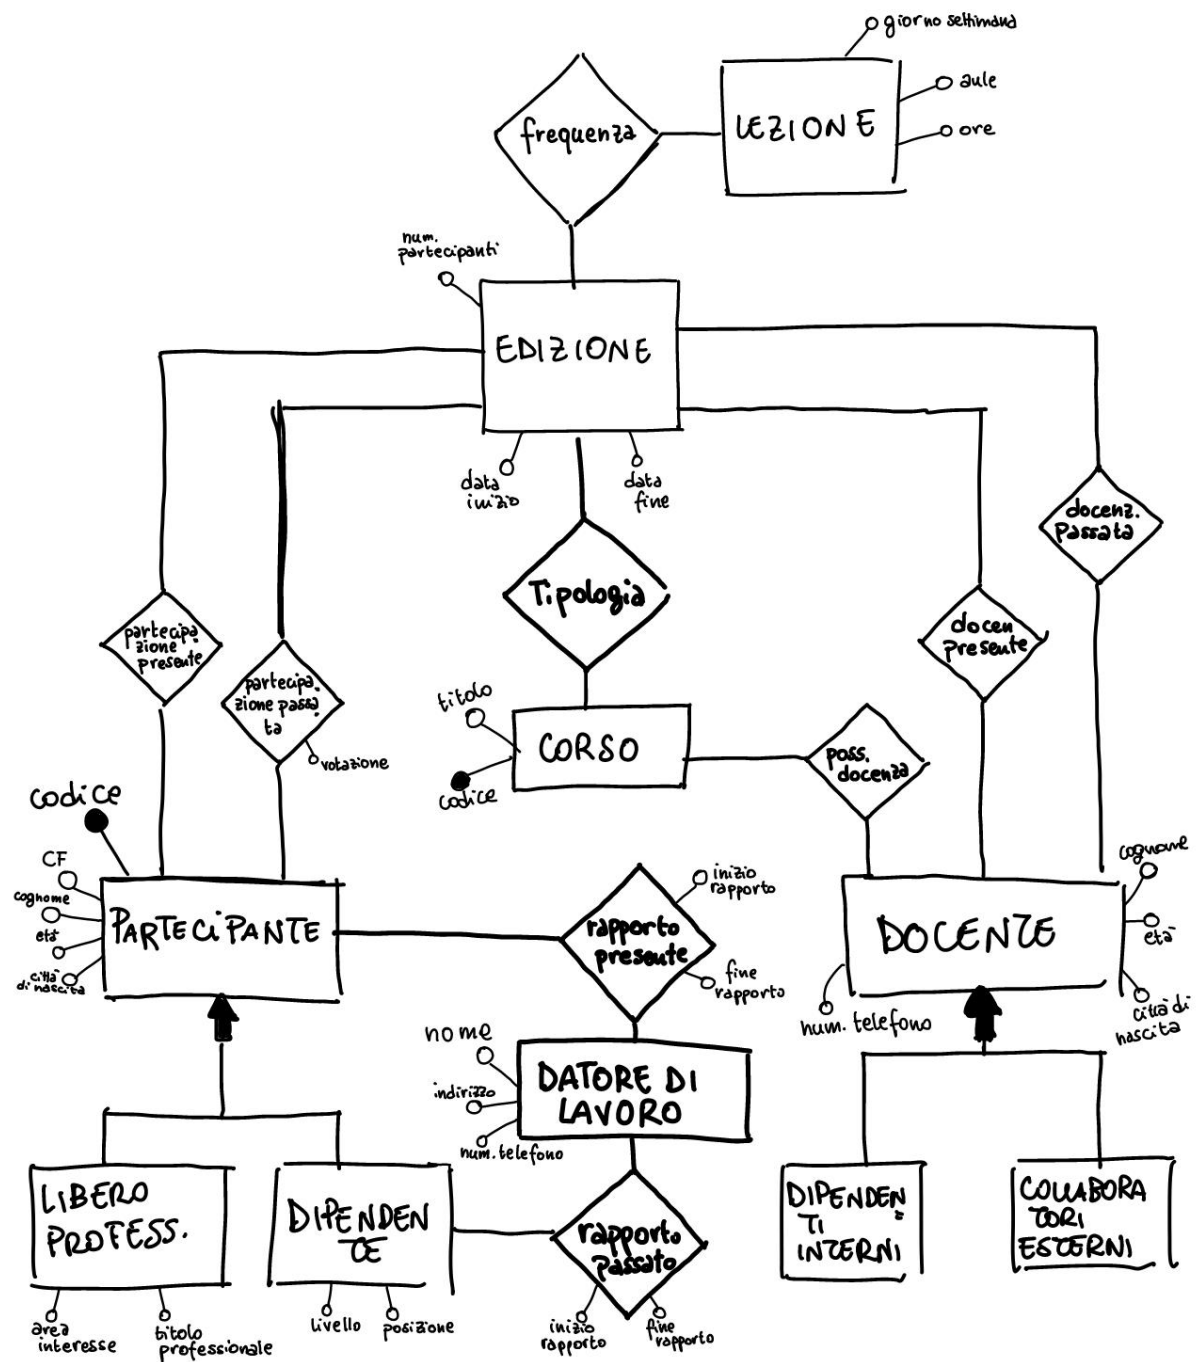 giorno settimana
aule
ore
LEZIONE
frequenza
num.
partecipanti
EDIZIONE
data
inizio
data
fine
docenz.
passata
Tipologia
partecipa
zione
presente
docen
presente
partecipa.
zione passa
ta
votazione
titolo
CORSO
codice
poss.
docenza
codice
CF
cognome
età
città
di nascita
PARTECIPANTE
inizio
rapporto
rapporto
presente
fine
rapporto
cognome
età
città di
nascita
DOCENTE
num. telefono
nome
indirizzo
num. telefono
DATORE DI
LAVORO
LIBERO
PROFESS.
area
interesse
titolo
professionale
DIPENDEN
TE
livello
posizione
rapporto
passato
inizio
rapporto
fine
rapporto
DIPENDEN
TI
INTERNI
COLLABORA
TORI
ESTERNI